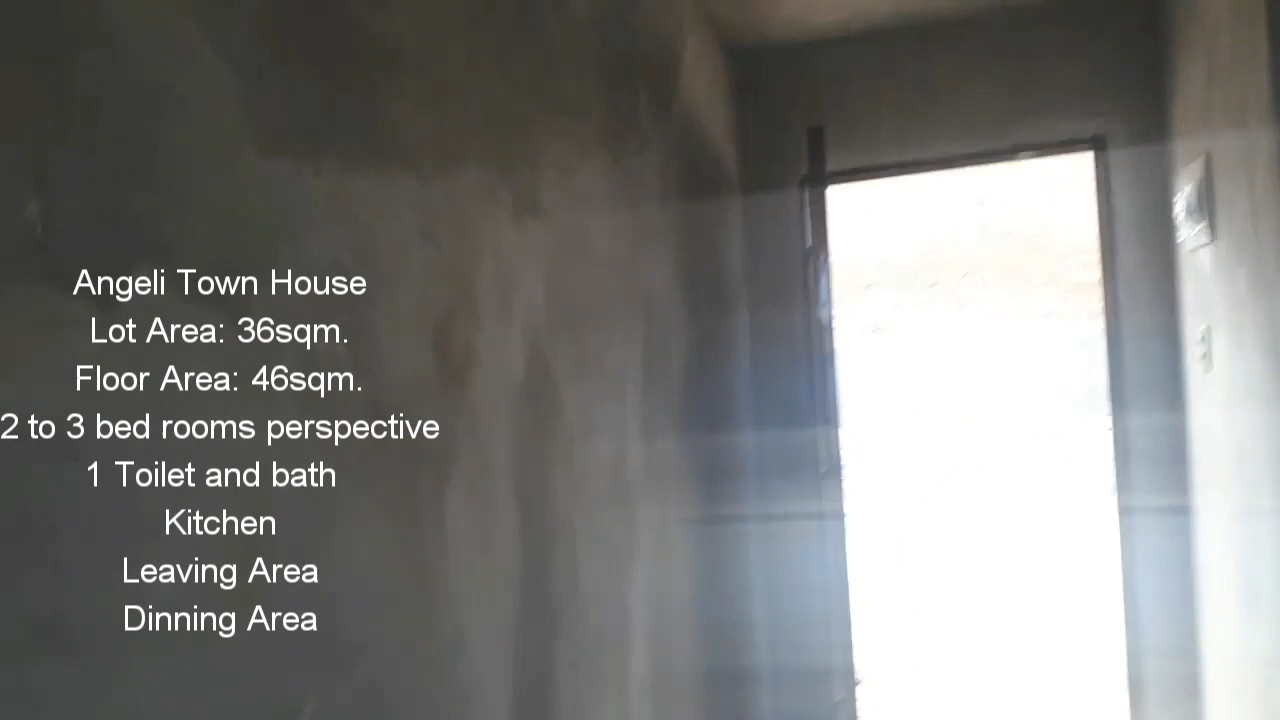 Angeli Town House
Lot Area: 36sqm.
Floor Area: 46sqm.
2 to 3 bed rooms perspective
1 Toilet and bath
Kitchen
Leaving Area
Dinning Area